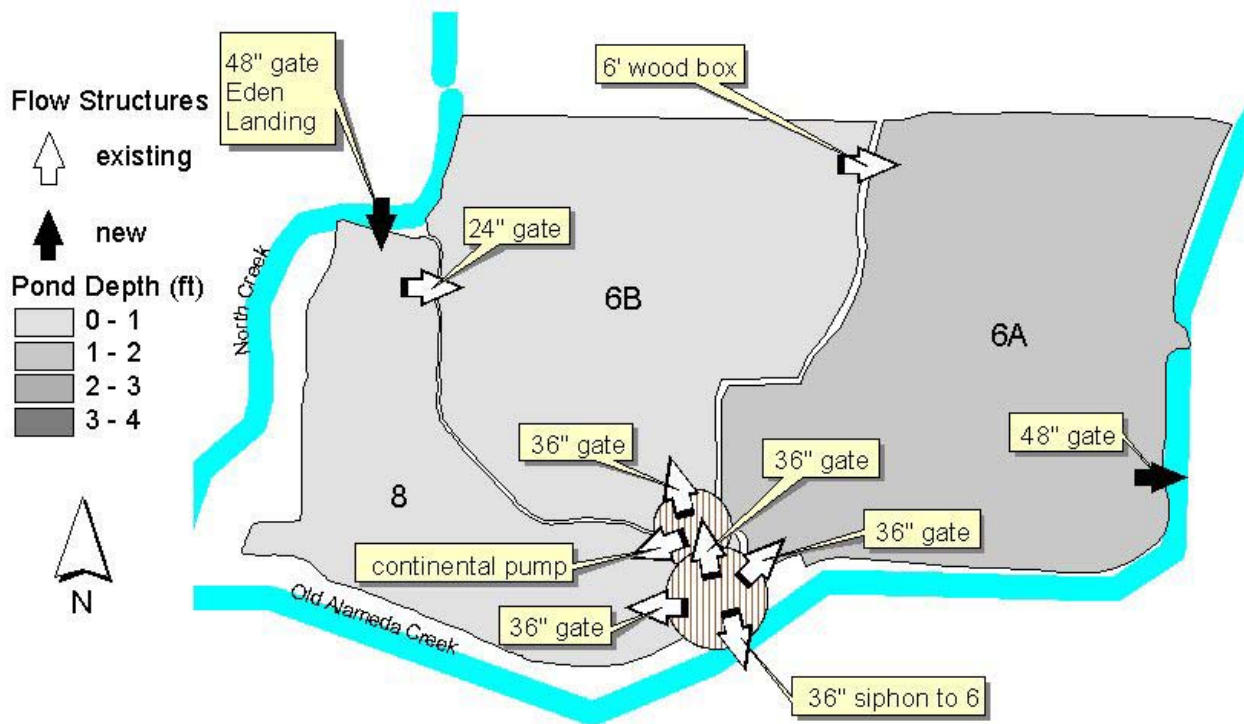 Flow Structures
existing
new
Pond Depth (ft)
0 - 1
1 - 2
2 - 3
3 - 4
N
48" gate
Eden
Landing
6' wood box
24" gate
North Creek
6B
6A
48" gate
36" gate
36" gate
8
36" gate
continental pump
36" gate
Old Alameda Creek
36" siphon to 6